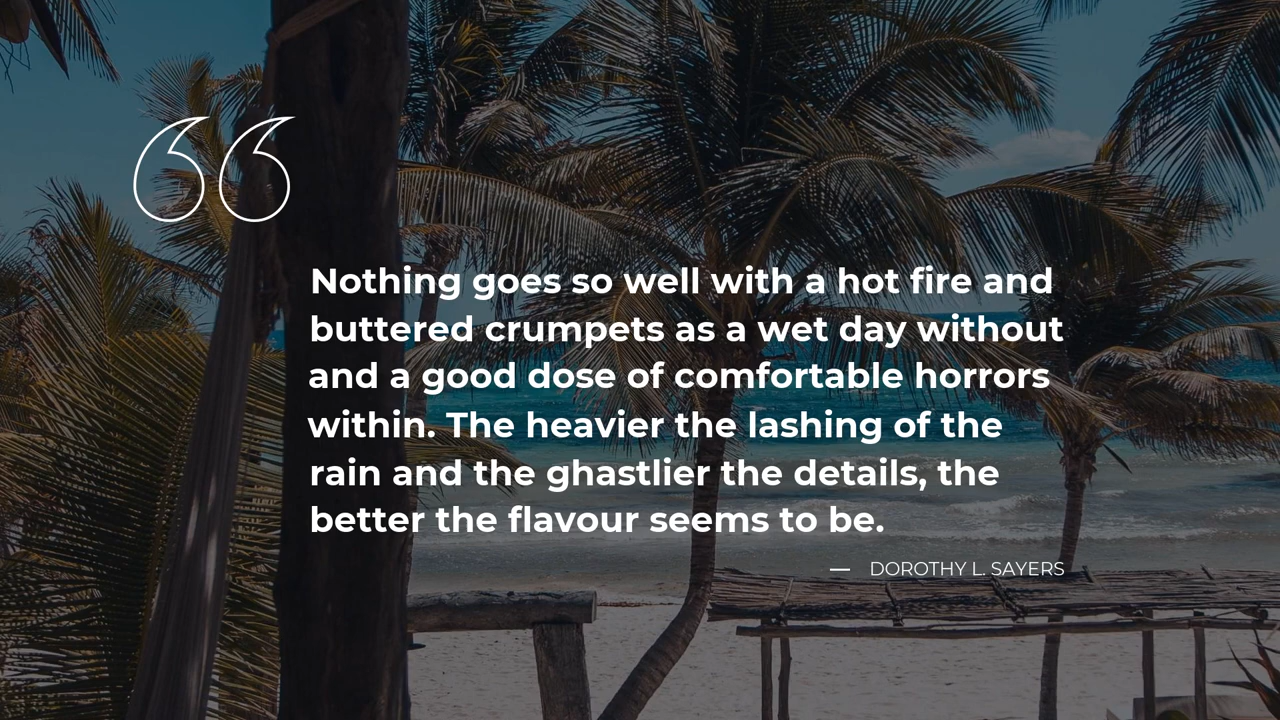 Nothing goes so well with a hot fire and
buttered crumpets as a wet day without
and a good dose of comfortable horrors
within. The heavier the lashing of the
rain and the ghastlier the details, the
better the flavour seems to be.
— DOROTHY L. SAYERS